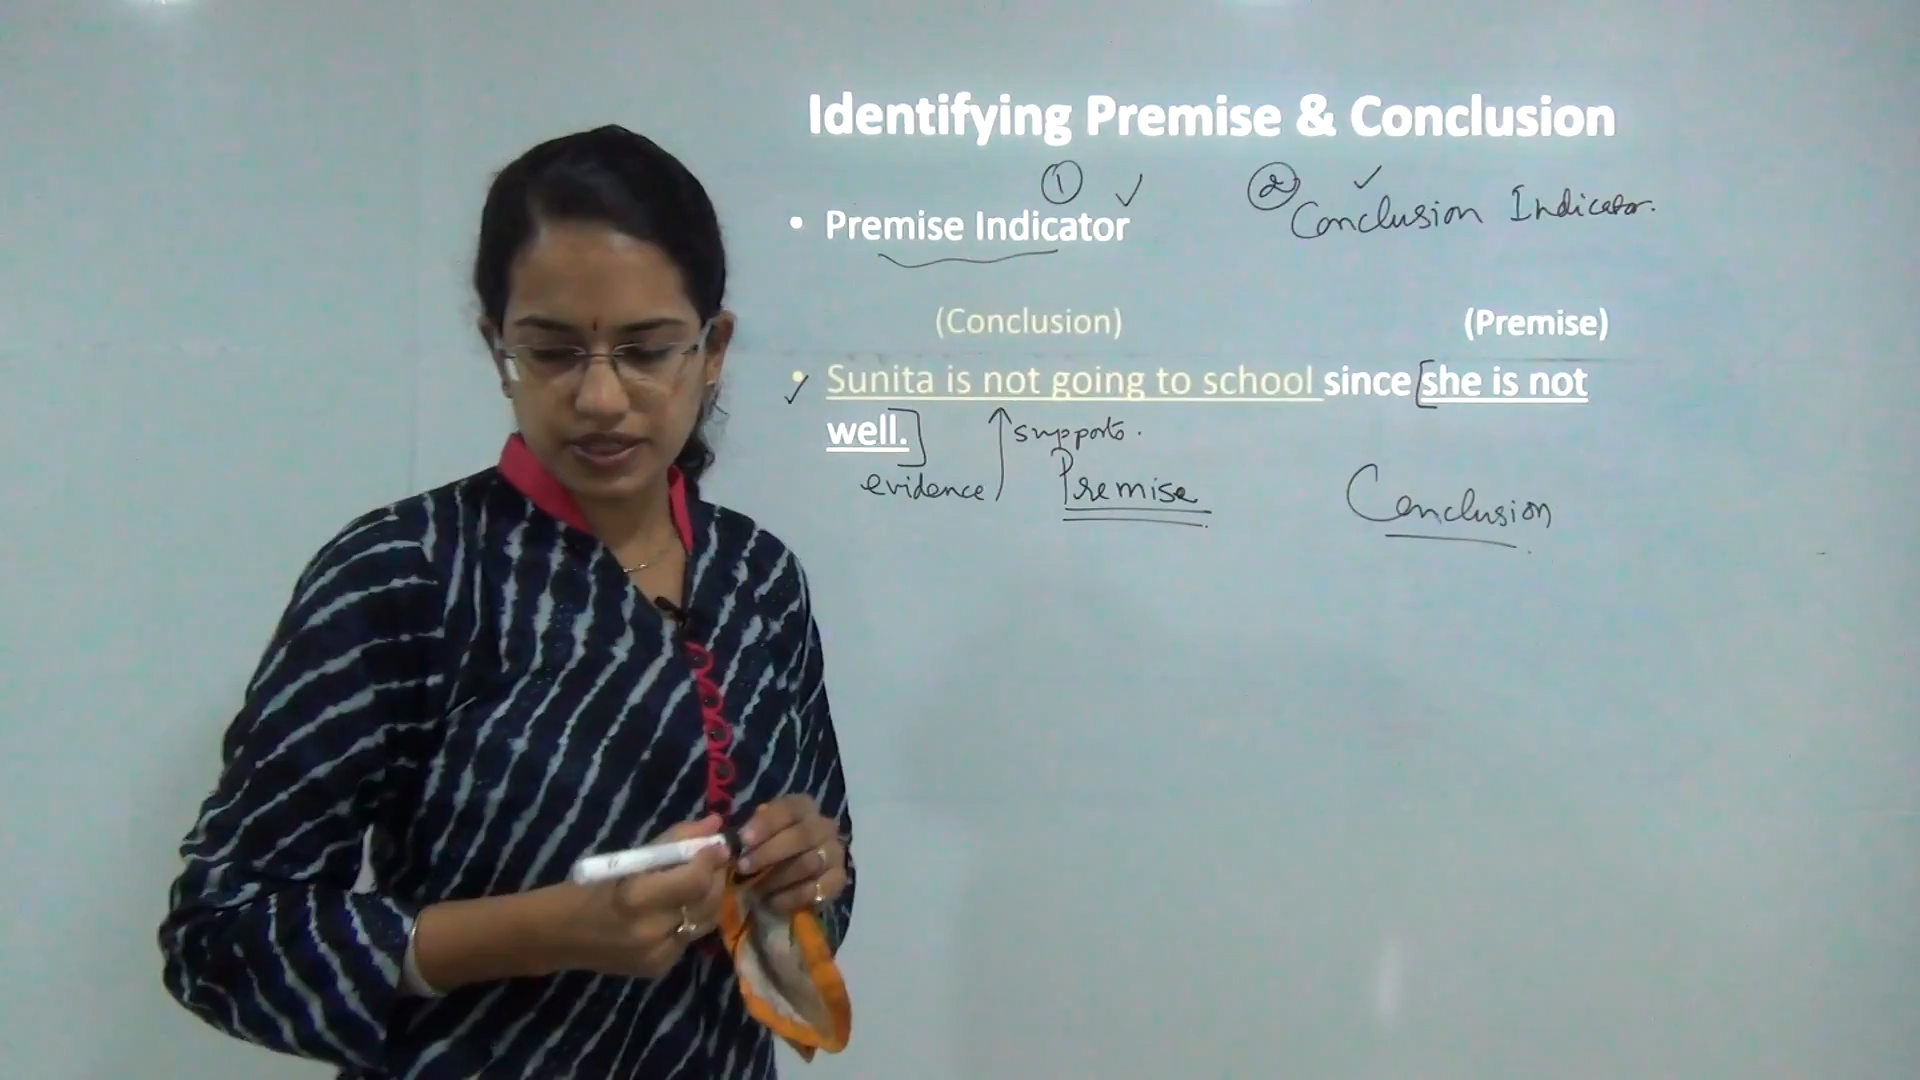 Identifying Premise & Conclusion
① ②
• Premise Indicator Conclusion Indicator.
(Conclusion) (Premise)
• Sunita is not going to school since [she is not
well.] supports.
evidence Premise Conclusion